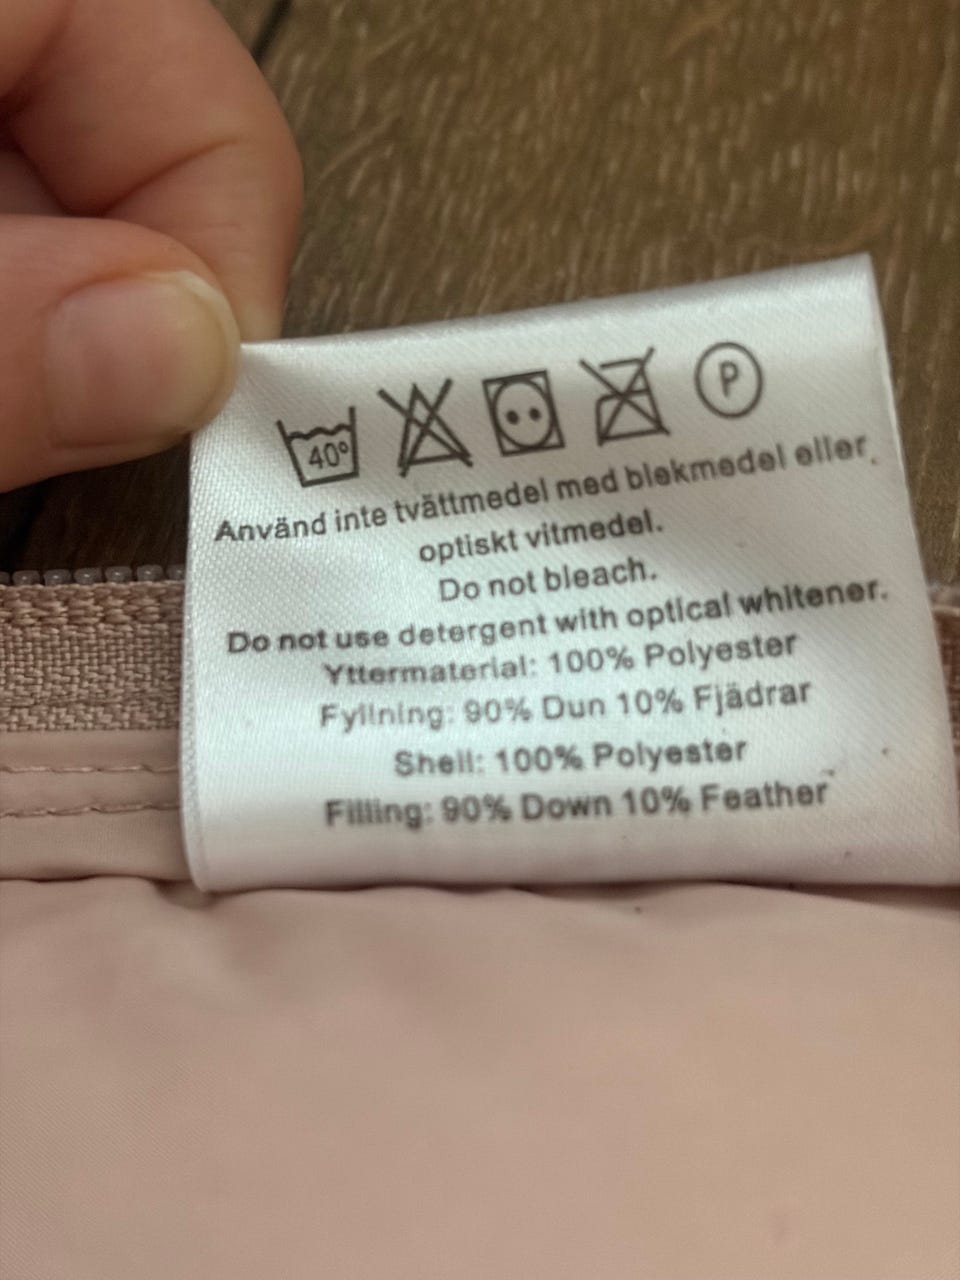 40°
P
Använd inte tvättmedel med blekmedel eller
optiskt vitmedel.
Do not bleach.
Do not use detergent with optical whitener.
Yttermaterial: 100% Polyester
Fyllning: 90% Dun 10% Fjädrar
Shell: 100% Polyester
Filling: 90% Down 10% Feather